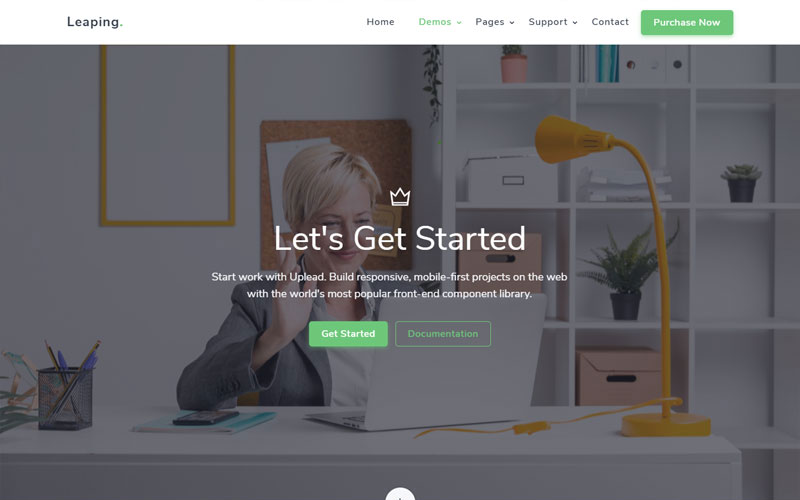 Leaping.
Home Demos Pages Support Contact Purchase Now
Let's Get Started
Start work with Uplead. Build responsive, mobile-first projects on the web
with the world's most popular front-end component library.
Get Started Documentation